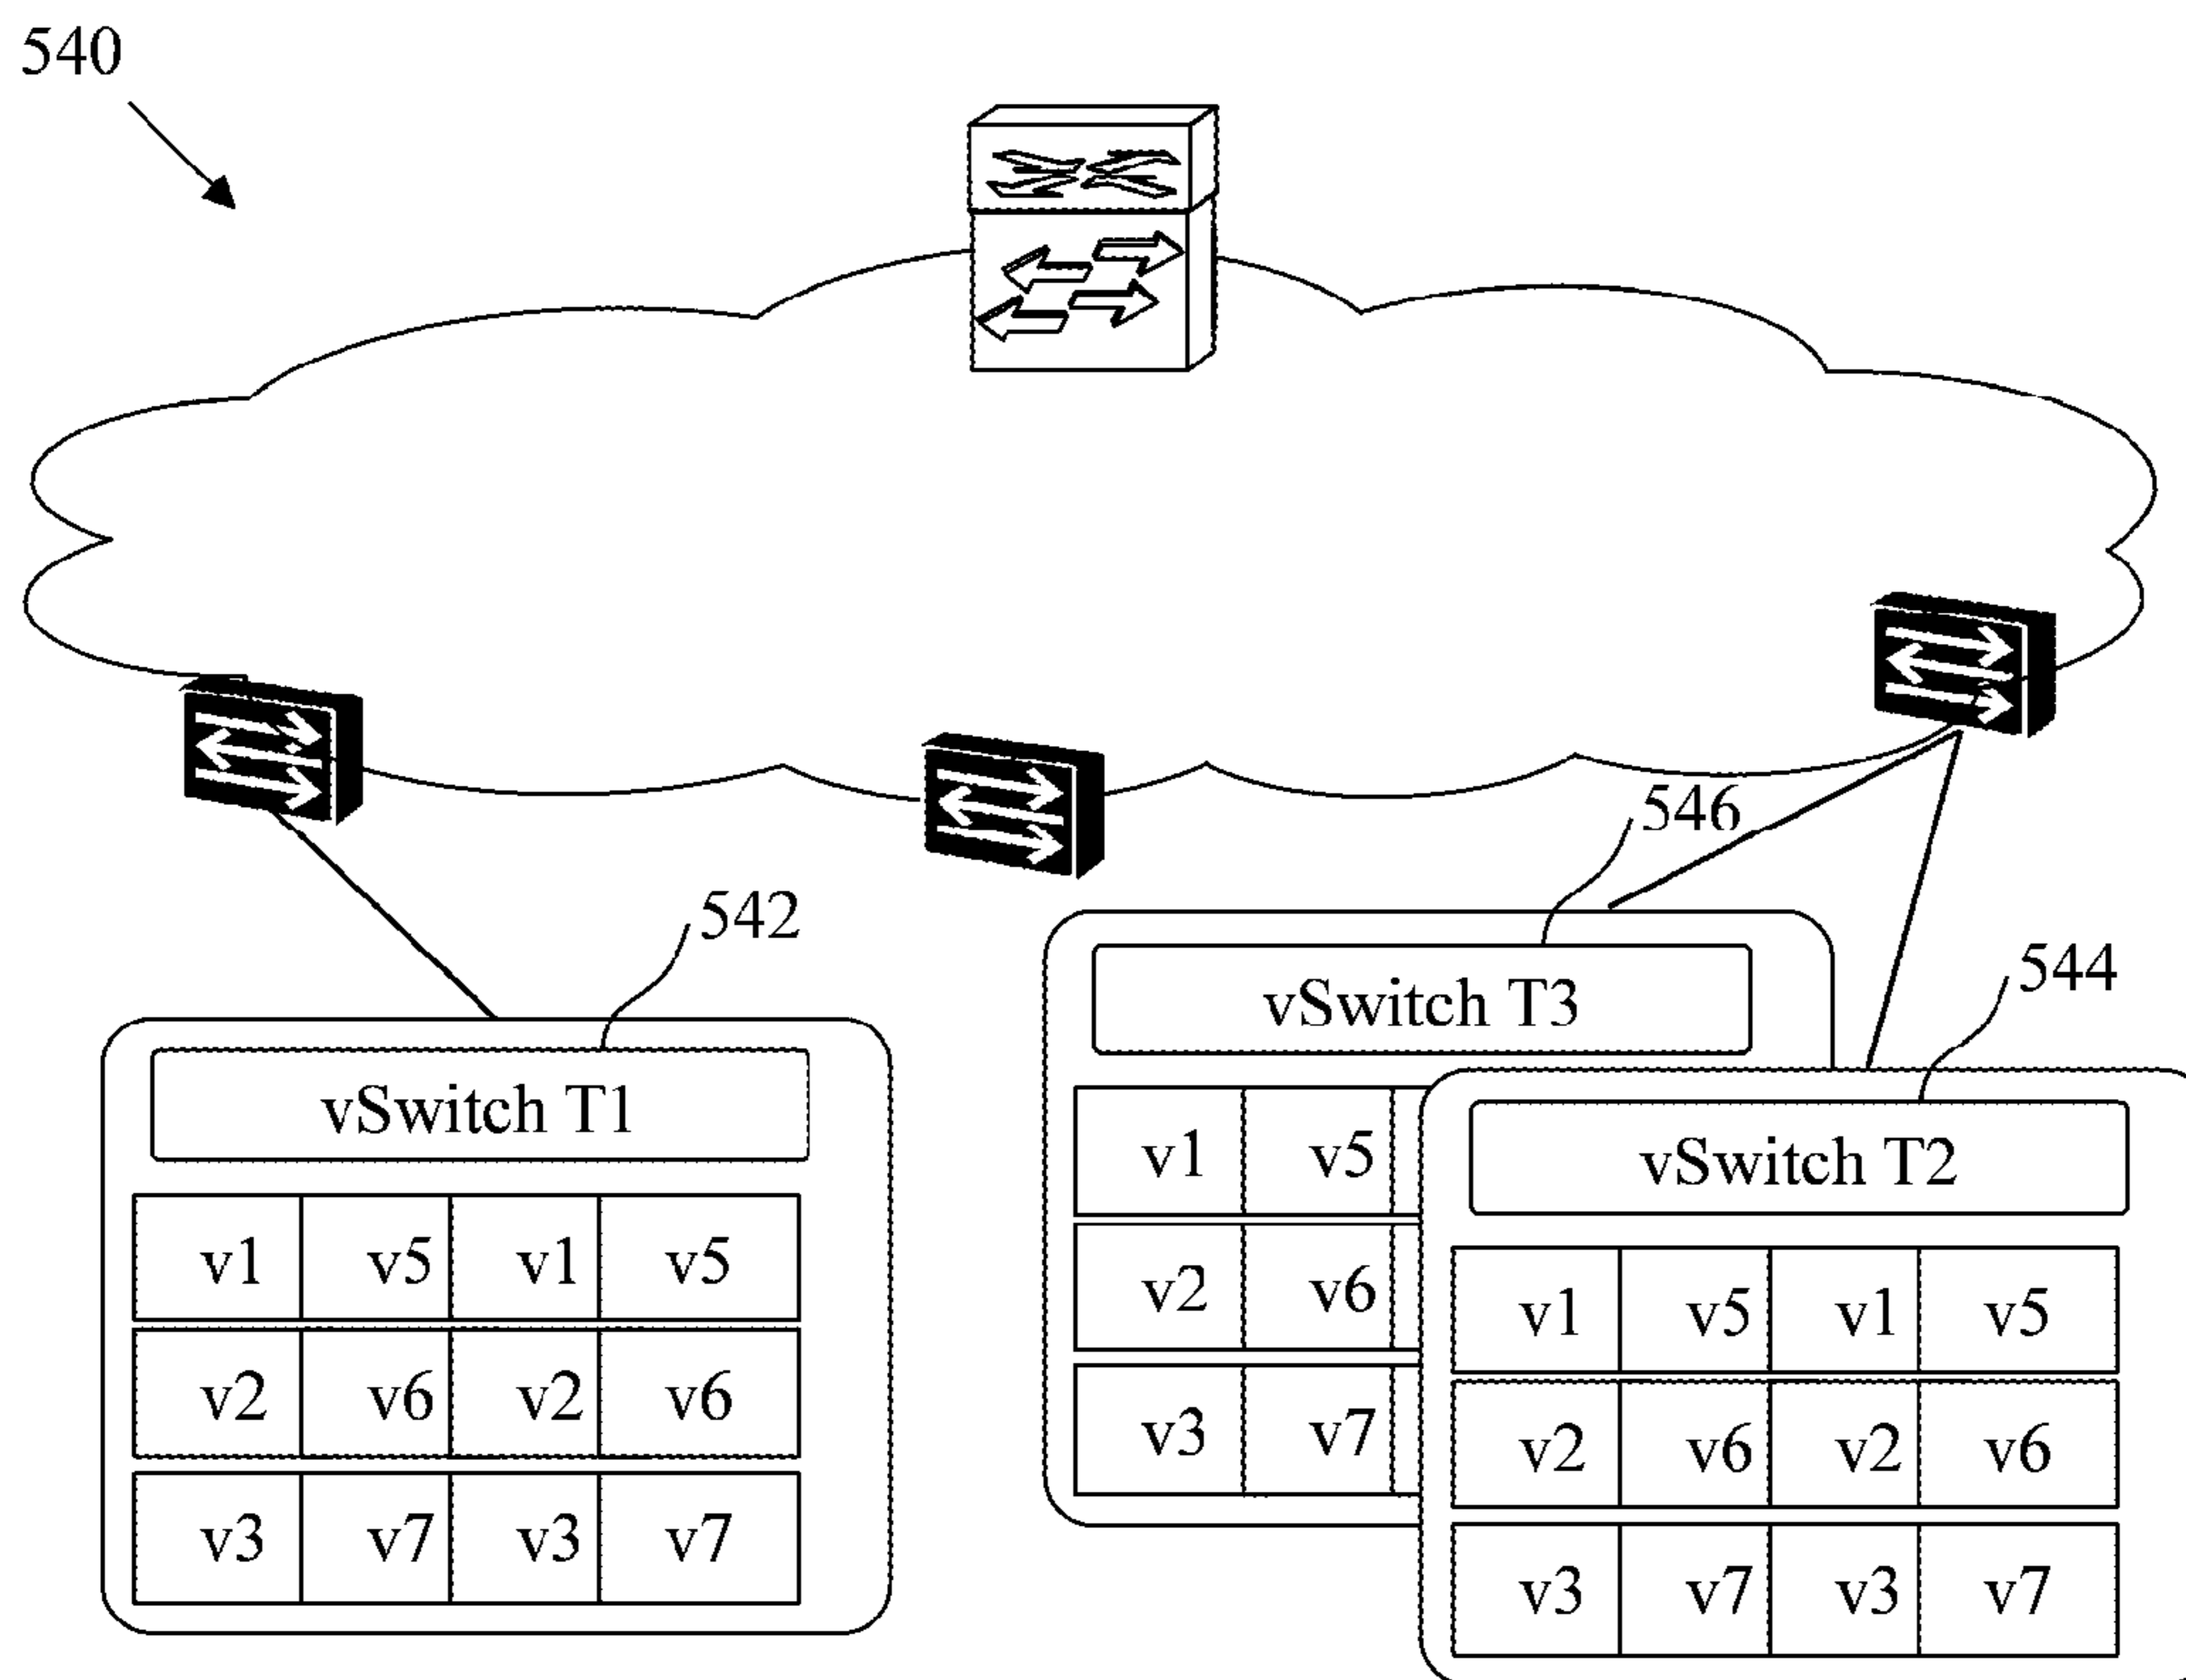 540
546
542
544
vSwitch T1
v1 v5 v1 v5
v2 v6 v2 v6
v3 v7 v3 v7
vSwitch T3
v1 v5
v2 v6
v3 v7
vSwitch T2
v1 v5 v1 v5
v2 v6 v2 v6
v3 v7 v3 v7